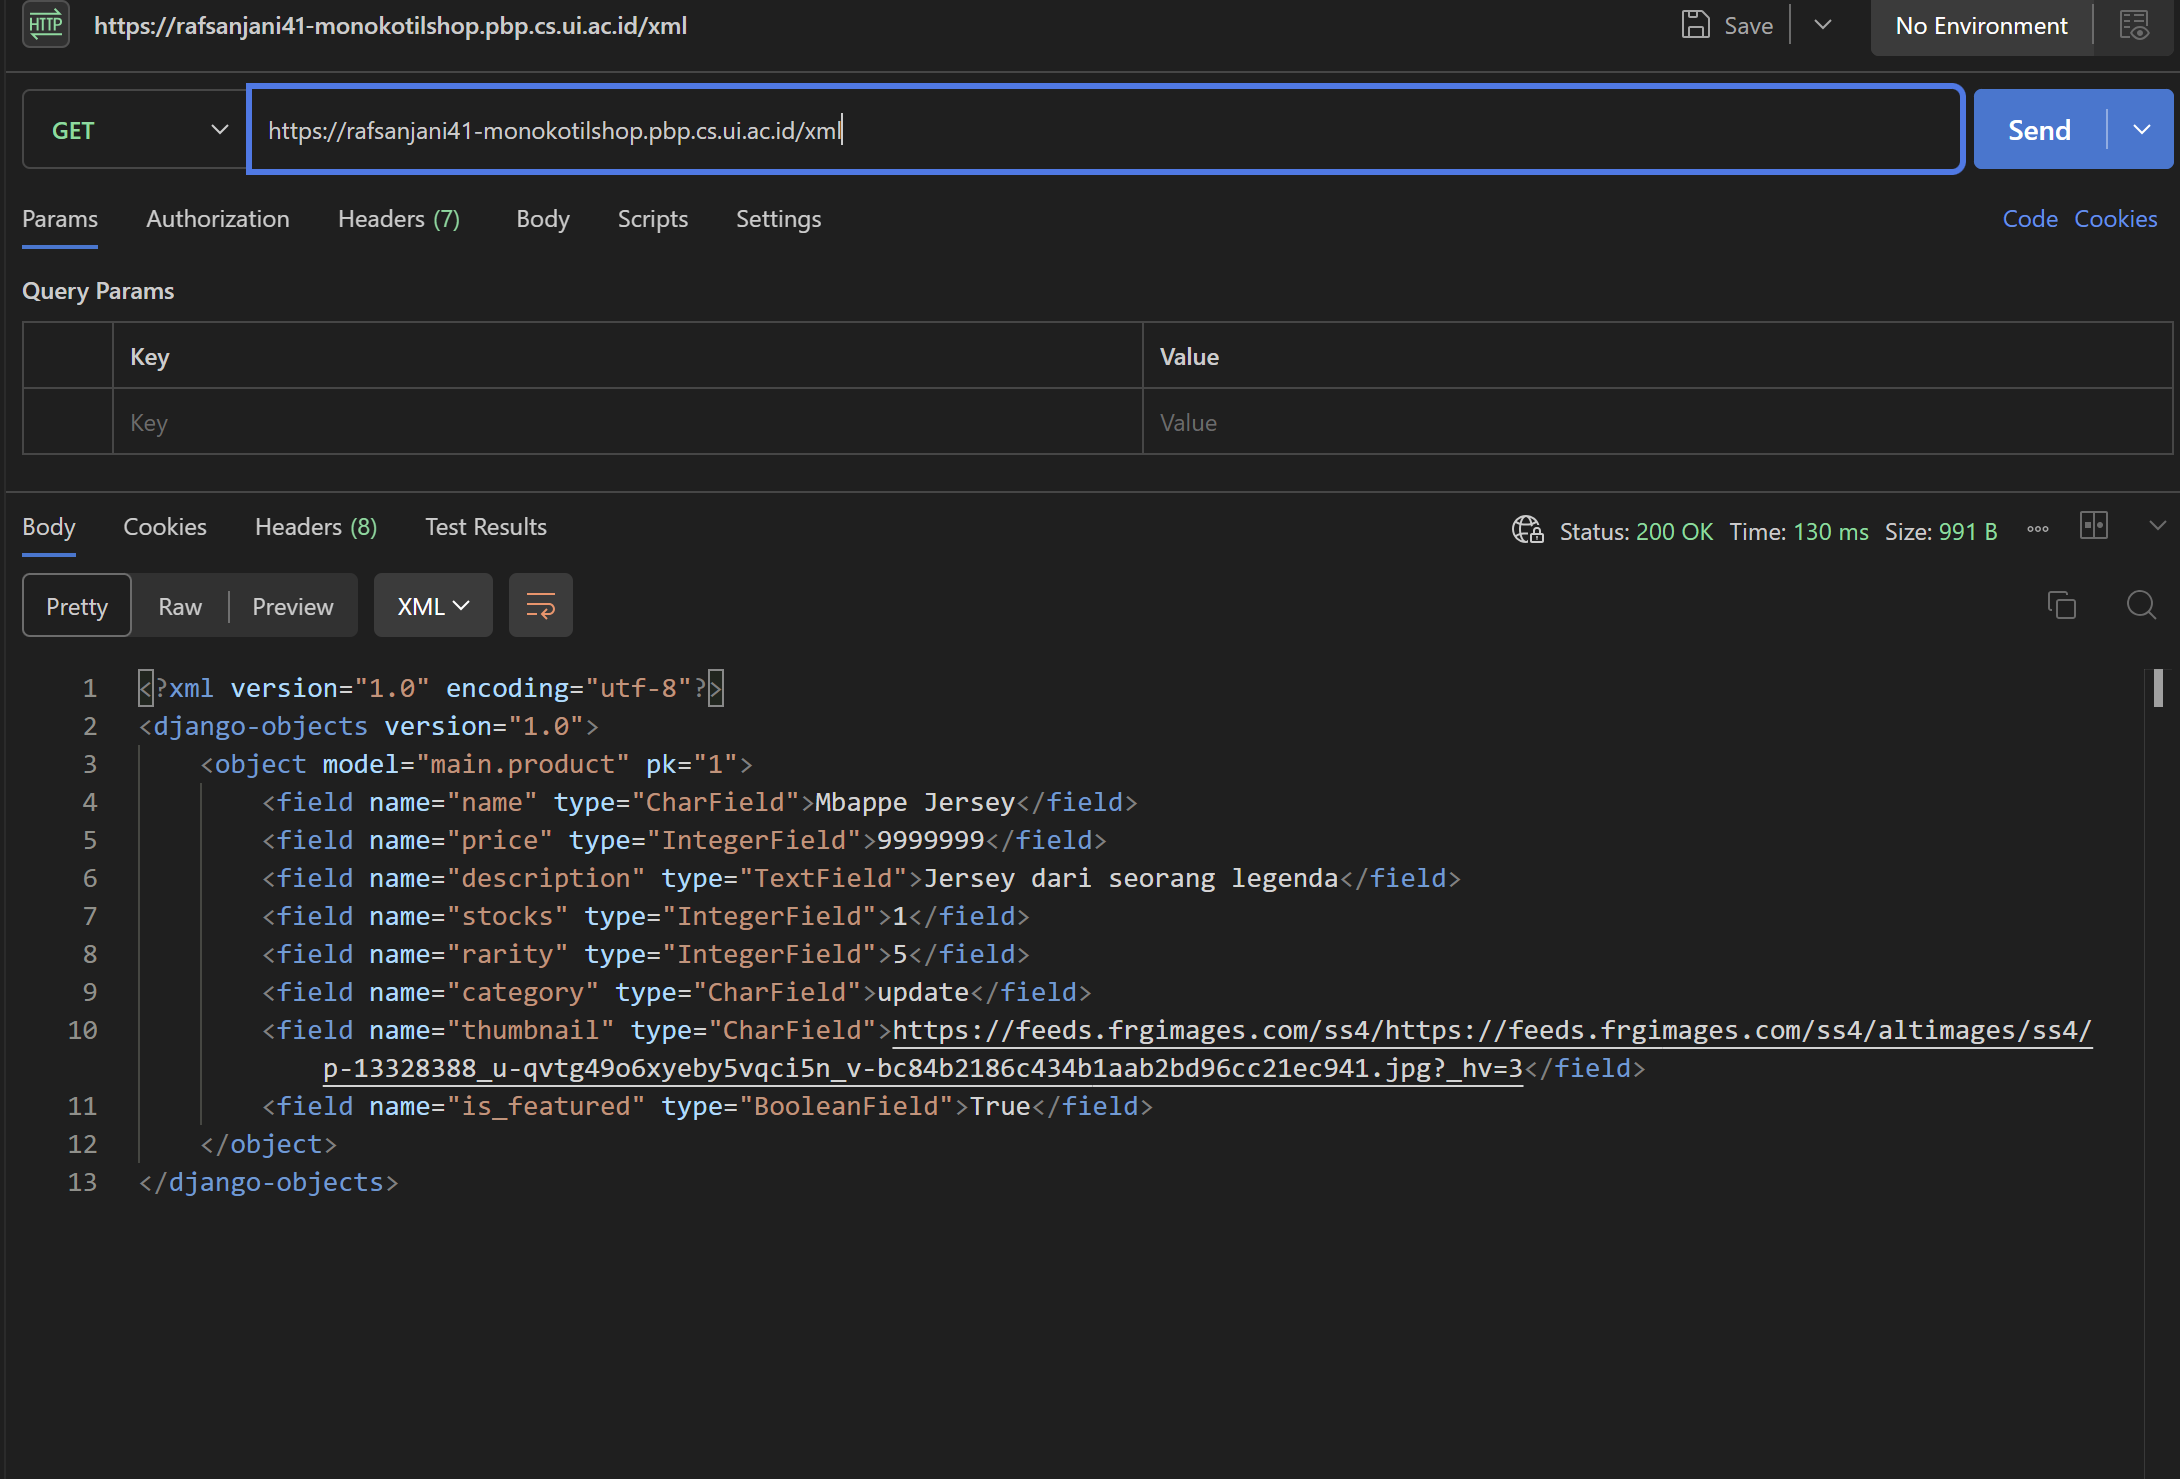 HTTP https://rafsanjani41-monokotilshop.pbp.cs.ui.ac.id/xml Save No Environment
GET https://rafsanjani41-monokotilshop.pbp.cs.ui.ac.id/xml Send
Params Authorization Headers (7) Body Scripts Settings Code Cookies
Query Params
Key Value
Key Value
Body Cookies Headers (8) Test Results Status: 200 OK Time: 130 ms Size: 991 B
Pretty Raw Preview XML
1 <?xml version="1.0" encoding="utf-8"?>
2 <django-objects version="1.0">
3 <object model="main.product" pk="1">
4 <field name="name" type="CharField">Mbappe Jersey</field>
5 <field name="price" type="IntegerField">9999999</field>
6 <field name="description" type="TextField">Jersey dari seorang legenda</field>
7 <field name="stocks" type="IntegerField">1</field>
8 <field name="rarity" type="IntegerField">5</field>
9 <field name="category" type="CharField">update</field>
10 <field name="thumbnail" type="CharField">https://feeds.frgimages.com/ss4/https://feeds.frgimages.com/ss4/altimages/ss4/
p-13328388_u-qvtg49o6xyeby5vqci5n_v-bc84b2186c434b1aab2bd96cc21ec941.jpg?_hv=3</field>
11 <field name="is_featured" type="BooleanField">True</field>
12 </object>
13 </django-objects>